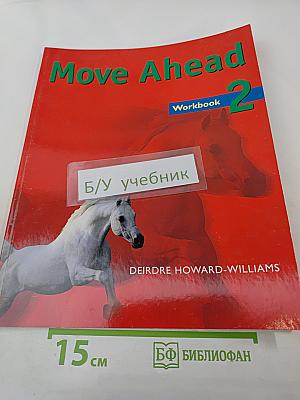 Move Ahead
Workbook 2
Б/У учебник
DEIRDRE HOWARD-WILLIAMS
15 см
БФ БИБЛИОФАН